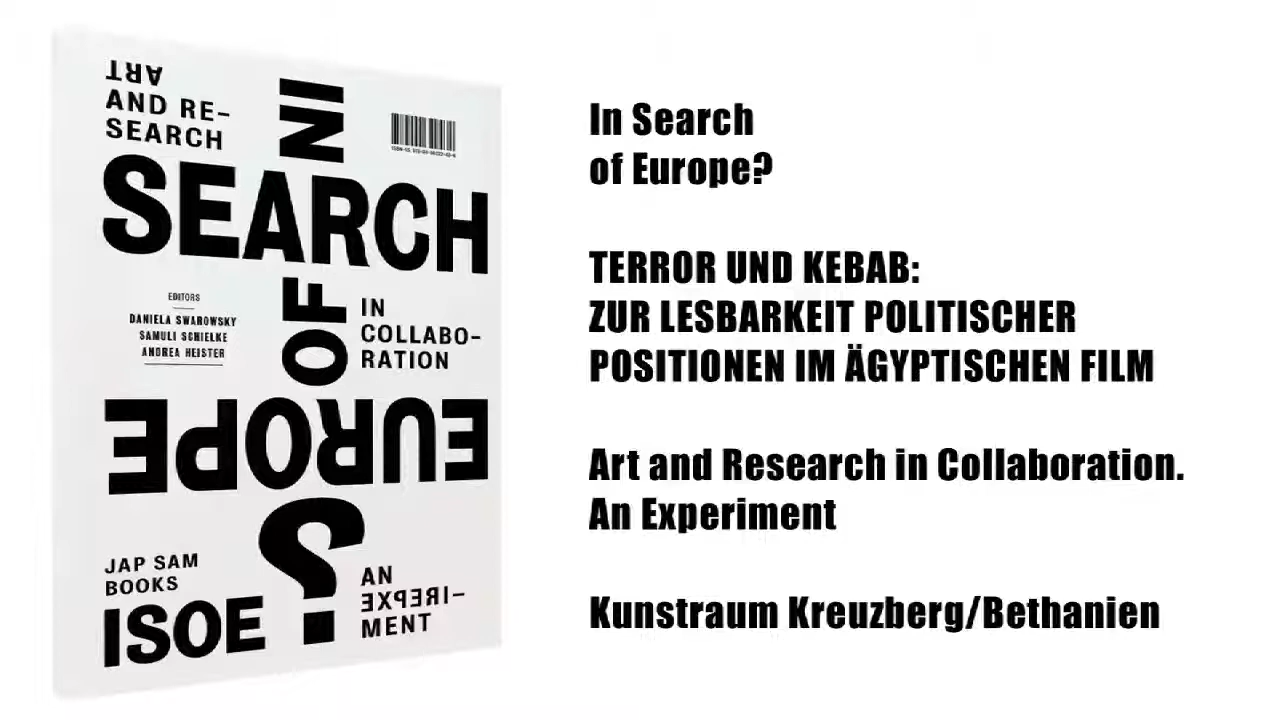 ART
AND RE–
SEARCH
IN
SEARCH
OF
EDITORS
DANIELA SWAROWSKY
SAMULI SCHIELKE
ANDREA HEISTER
IN
COLLABO–
RATION
EUROPE
?
JAP SAM
BOOKS
ISOE
AN
EXPERI–
MENT
In Search
of Europe?
TERROR UND KEBAB:
ZUR LESBARKEIT POLITISCHER
POSITIONEN IM ÄGYPTISCHEN FILM
Art and Research in Collaboration.
An Experiment
Kunstraum Kreuzberg/Bethanien